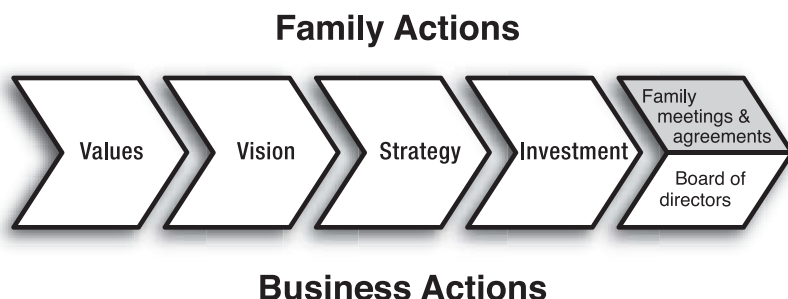 Family Actions
Values
Vision
Strategy
Investment
Family
meetings &
agreements
Board of
directors
Business Actions